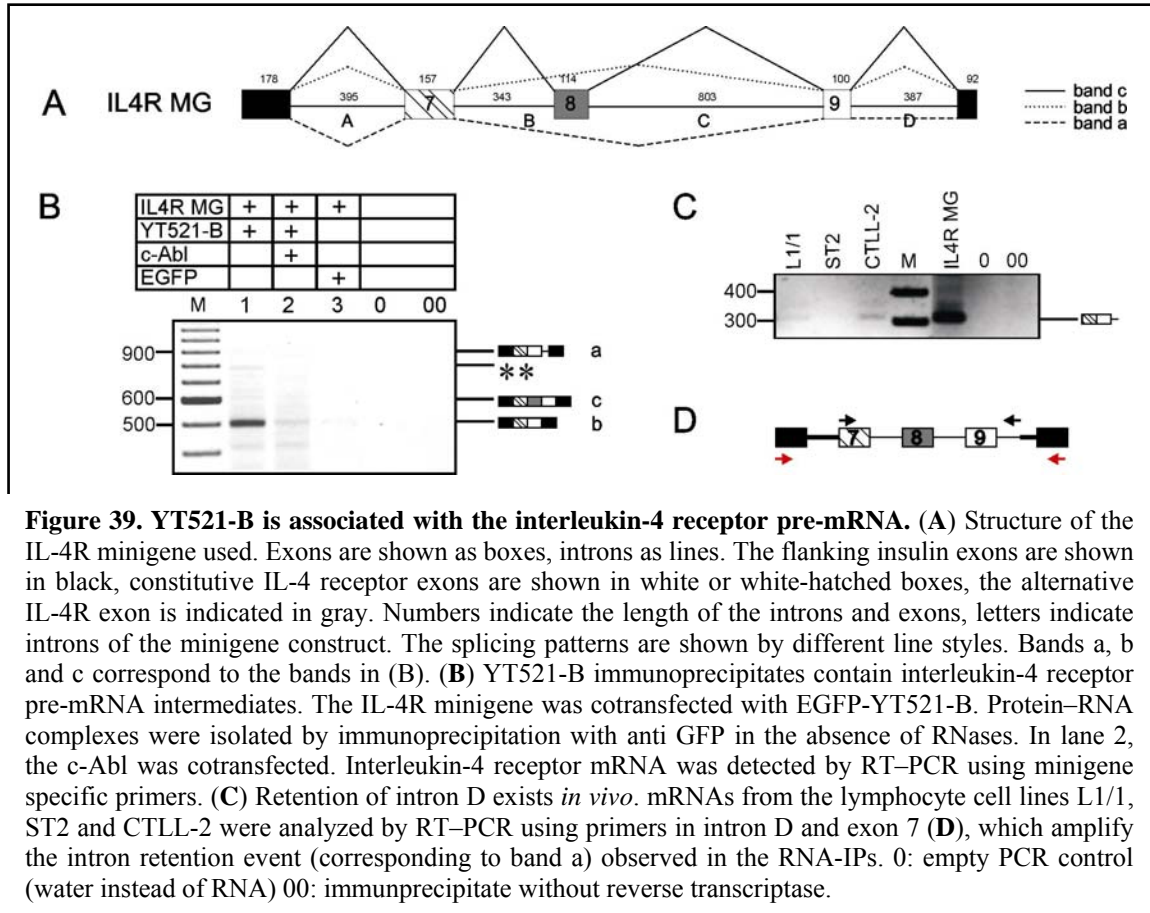 178 157 114 100 92
A IL4R MG 395 7 343 8 803 9 387
A B C D
band c
band b
band a
B
IL4R MG + + +
YT521-B + +
c-Abl +
EGFP +
M 1 2 3 0 00
900
600
500
a
**
c
b
C
L1/1 ST2 CTLL-2 M IL4R MG 0 00
400
300
D
7 8 9
Figure 39. YT521-B is associated with the interleukin-4 receptor pre-mRNA. (A) Structure of the
IL-4R minigene used. Exons are shown as boxes, introns as lines. The flanking insulin exons are shown
in black, constitutive IL-4 receptor exons are shown in white or white-hatched boxes, the alternative
IL-4R exon is indicated in gray. Numbers indicate the length of the introns and exons, letters indicate
introns of the minigene construct. The splicing patterns are shown by different line styles. Bands a, b
and c correspond to the bands in (B). (B) YT521-B immunoprecipitates contain interleukin-4 receptor
pre-mRNA intermediates. The IL-4R minigene was cotransfected with EGFP-YT521-B. Protein–RNA
complexes were isolated by immunoprecipitation with anti GFP in the absence of RNases. In lane 2,
the c-Abl was cotransfected. Interleukin-4 receptor mRNA was detected by RT–PCR using minigene
specific primers. (C) Retention of intron D exists in vivo. mRNAs from the lymphocyte cell lines L1/1,
ST2 and CTLL-2 were analyzed by RT–PCR using primers in intron D and exon 7 (D), which amplify
the intron retention event (corresponding to band a) observed in the RNA-IPs. 0: empty PCR control
(water instead of RNA) 00: immunprecipitate without reverse transcriptase.